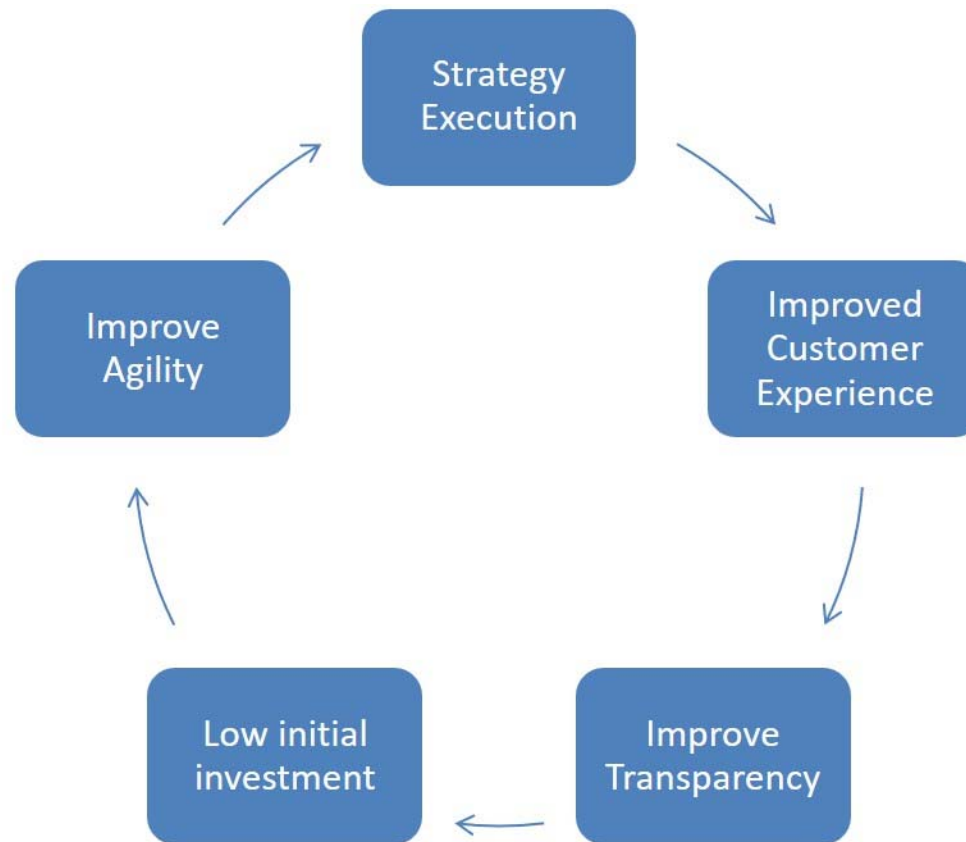 Strategy
Execution
Improved
Customer
Experience
Improve
Transparency
Low initial
investment
Improve
Agility